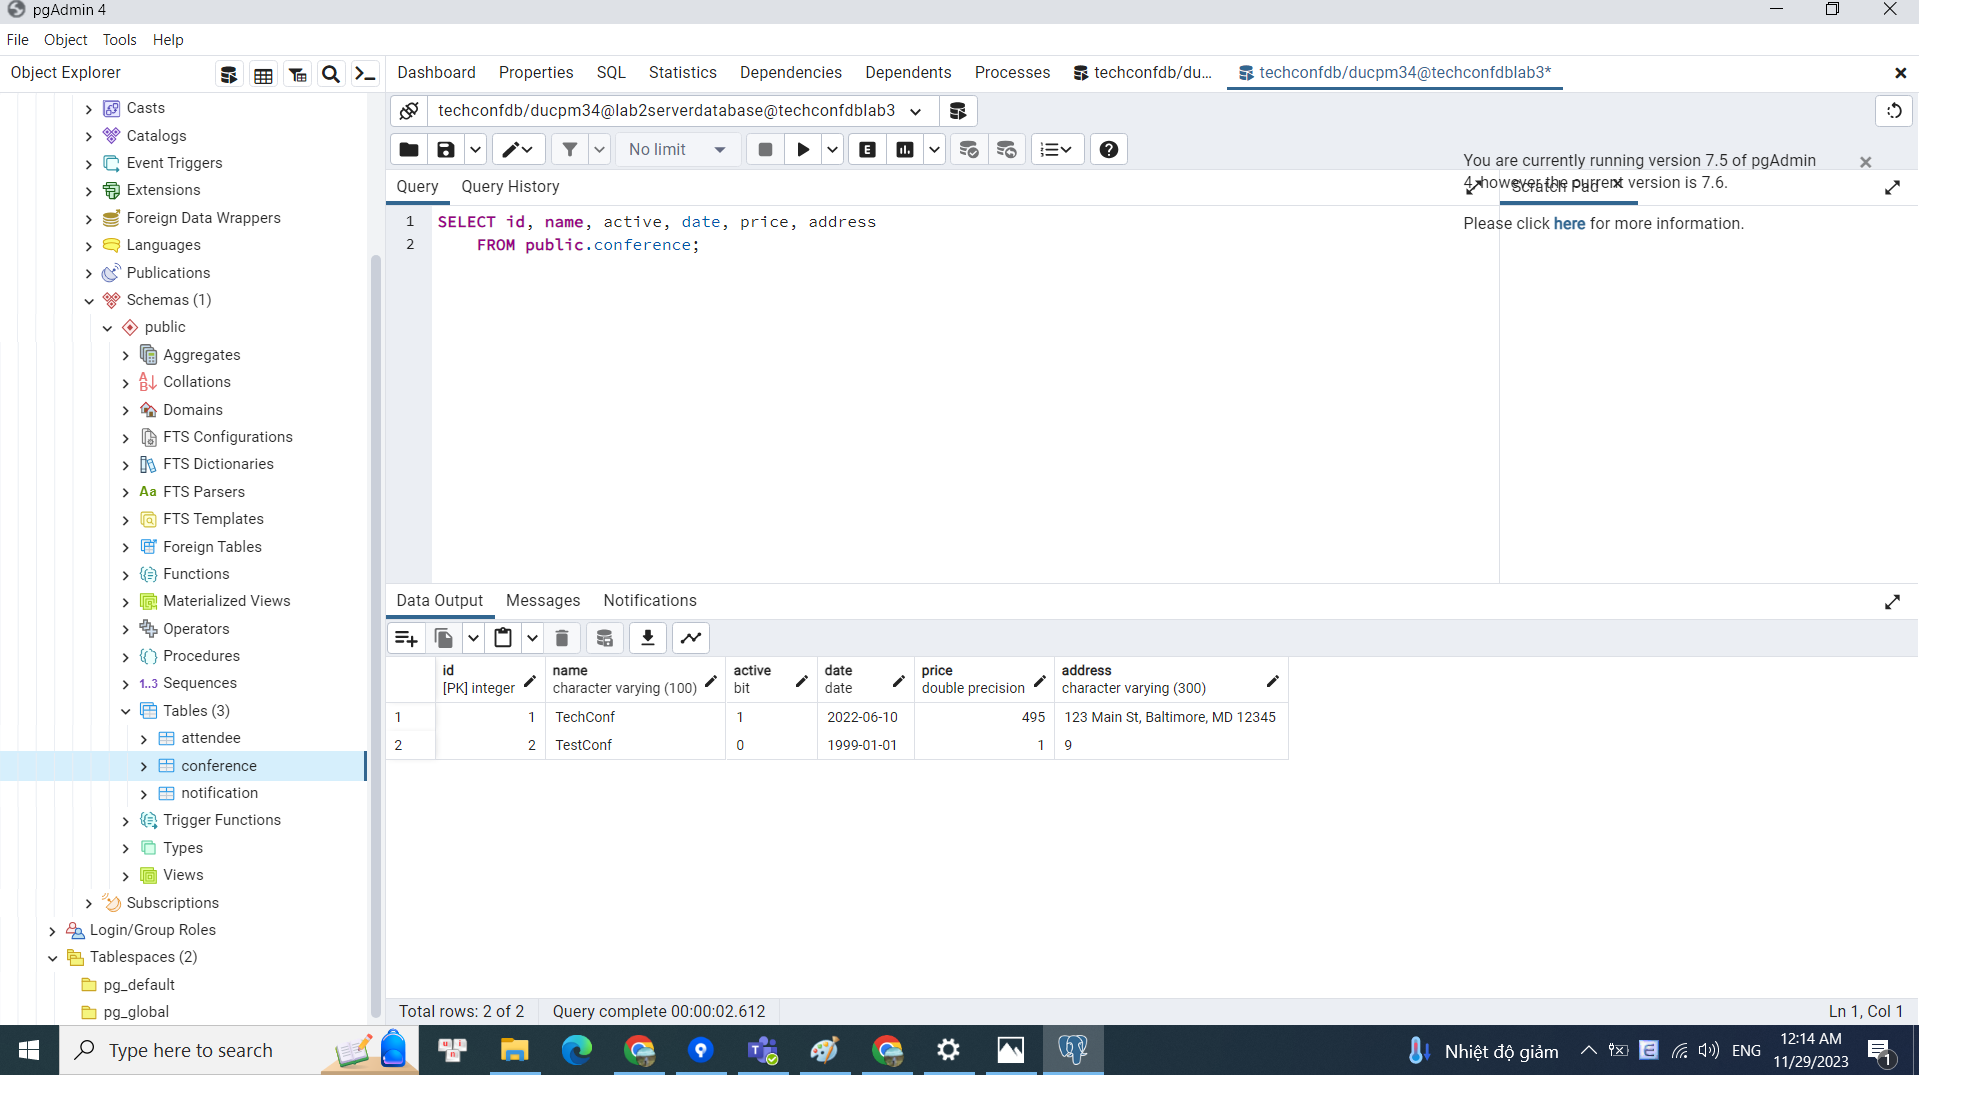 pgAdmin 4
File Object Tools Help
Object Explorer
Dashboard Properties SQL Statistics Dependencies Dependents Processes techconfdb/du... techconfdb/ducpm34@techconfdblab3*
techconfdb/ducpm34@lab2serverdatabase@techconfdblab3
No limit
E
Query Query History
Scratch Pad
You are currently running version 7.5 of pgAdmin
4, however the current version is 7.6.
Please click here for more information.
1 SELECT id, name, active, date, price, address
2 FROM public.conference;
Casts
Catalogs
Event Triggers
Extensions
Foreign Data Wrappers
Languages
Publications
Schemas (1)
public
Aggregates
Collations
Domains
FTS Configurations
FTS Dictionaries
Aa FTS Parsers
FTS Templates
Foreign Tables
Functions
Materialized Views
Operators
Procedures
1..3 Sequences
Tables (3)
attendee
conference
notification
Trigger Functions
Types
Views
Subscriptions
Login/Group Roles
Tablespaces (2)
pg_default
pg_global
Data Output Messages Notifications
id name active date price address
[PK] integer character varying (100) bit date double precision character varying (300)
1 1 TechConf 1 2022-06-10 495 123 Main St, Baltimore, MD 12345
2 2 TestConf 0 1999-01-01 1 9
Total rows: 2 of 2 Query complete 00:00:02.612 Ln 1, Col 1
Type here to search
Nhiệt độ giảm ENG 12:14 AM
11/29/2023
1